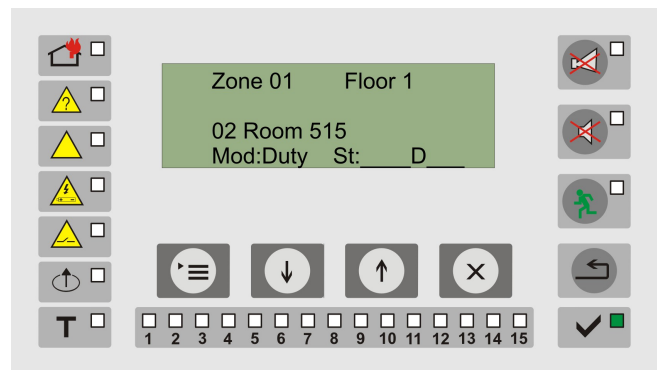 Zone 01 Floor 1
02 Room 515
Mod:Duty St:____D___
?
T
1 2 3 4 5 6 7 8 9 10 11 12 13 14 15